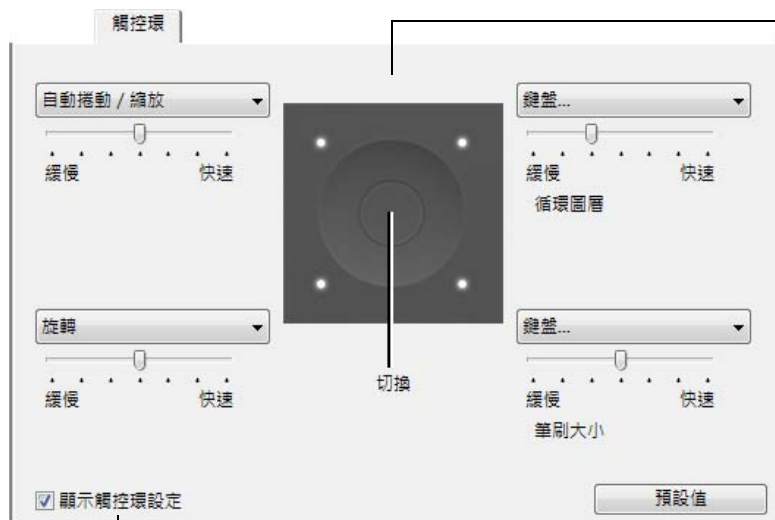 觸控環
自動捲動 / 縮放
緩慢 快速
鍵盤...
緩慢 快速
循環圖層
旋轉
緩慢 快速
切換
鍵盤...
緩慢 快速
筆刷大小
顯示觸控環設定
預設值